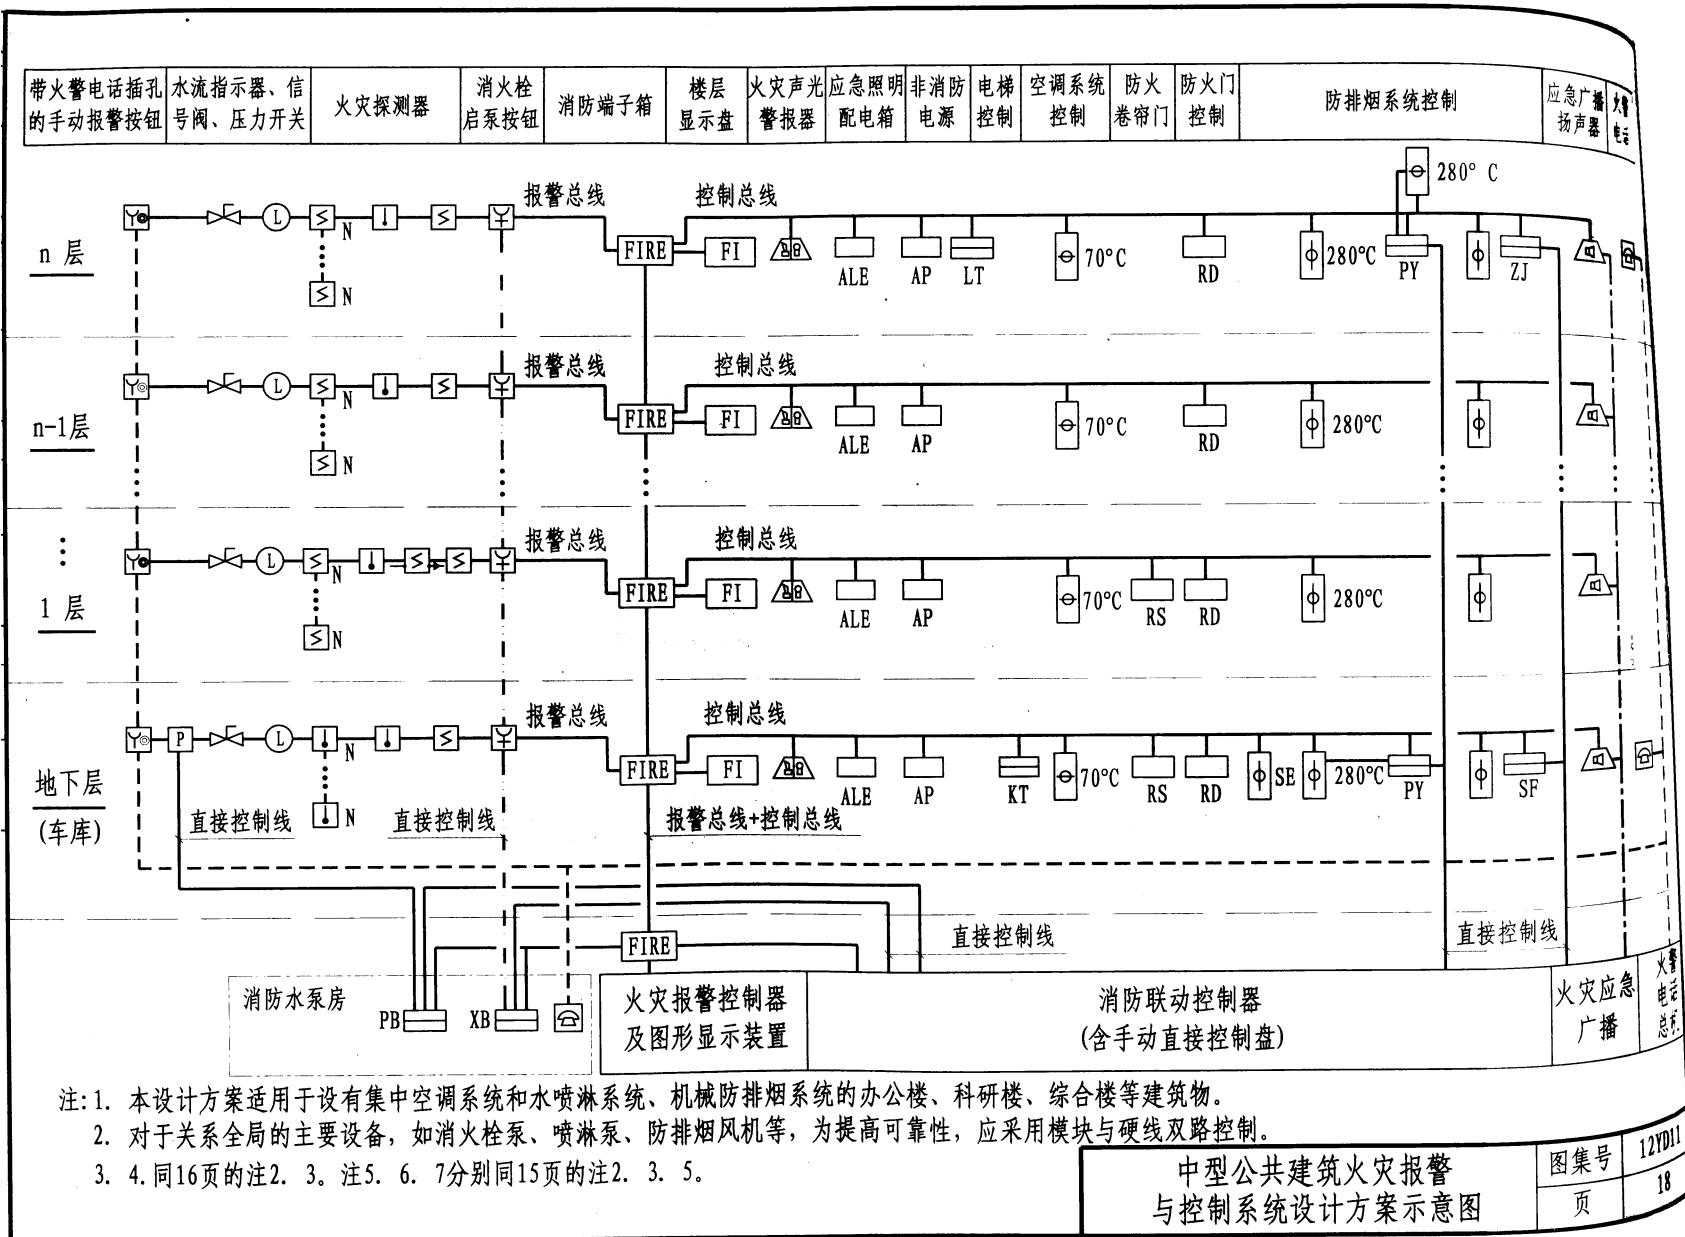 带火警电话插孔
的手动报警按钮
水流指示器、信
号阀、压力开关
火灾探测器
消火栓
启泵按钮
消防端子箱
楼层
显示盘
火灾声光
警报器
应急照明
配电箱
非消防
电源
电梯
控制
空调系统
控制
防火
卷帘门
防火门
控制
防排烟系统控制
应急广播
扬声器
火警
电话
280° C
n 层
L
N
N
报警总线
FIRE
控制总线
FI
ALE
AP
LT
70°C
RD
280°C
PY
ZJ
n-1层
L
N
N
报警总线
FIRE
控制总线
FI
ALE
AP
70°C
RD
280°C
1 层
L
N
N
报警总线
FIRE
控制总线
FI
ALE
AP
70°C
RS
RD
280°C
地下层
(车库)
P
L
N
N
报警总线
FIRE
控制总线
FI
ALE
AP
KT
70°C
RS
RD
SE
280°C
PY
SF
直接控制线
直接控制线
报警总线+控制总线
FIRE
直接控制线
直接控制线
消防水泵房
PB
XB
火灾报警控制器
及图形显示装置
消防联动控制器
(含手动直接控制盘)
火灾应急
广播
火警
电话
总机
注:1. 本设计方案适用于设有集中空调系统和水喷淋系统、机械防排烟系统的办公楼、科研楼、综合楼等建筑物。
2. 对于关系全局的主要设备，如消火栓泵、喷淋泵、防排烟风机等，为提高可靠性，应采用模块与硬线双路控制。
3. 4.同16页的注2. 3。注5. 6. 7分别同15页的注2. 3. 5。
中型公共建筑火灾报警
与控制系统设计方案示意图
图集号
12YD11
页
18